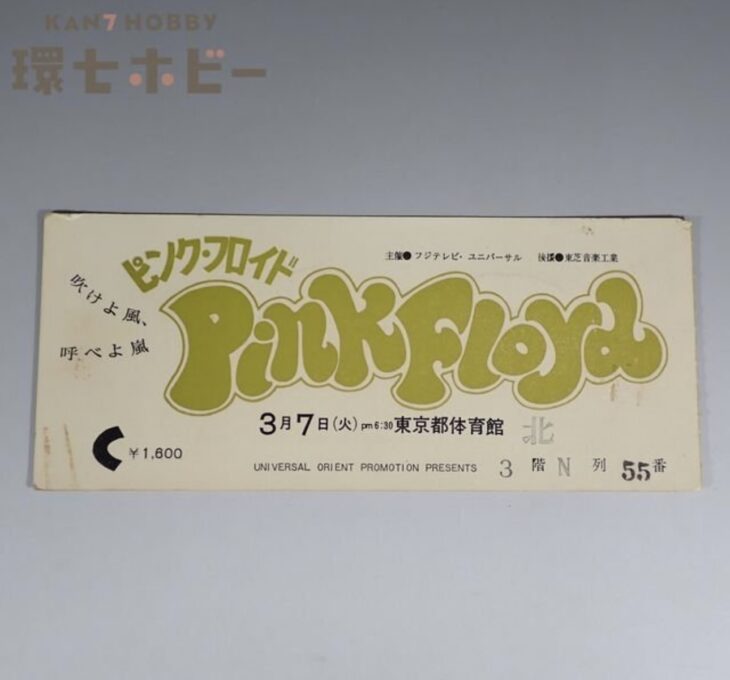 KAN7 HOBBY
環七ホビー
ピンク・フロイド
主催●フジテレビ・ユニバーサル 後援●東芝音楽工業
吹けよ風、
呼べよ嵐
Pink Floyd
3月7日(火) pm6:30 東京都体育館 北
C ¥1,600
UNIVERSAL ORIENT PROMOTION PRESENTS 3 階 N 列 55番